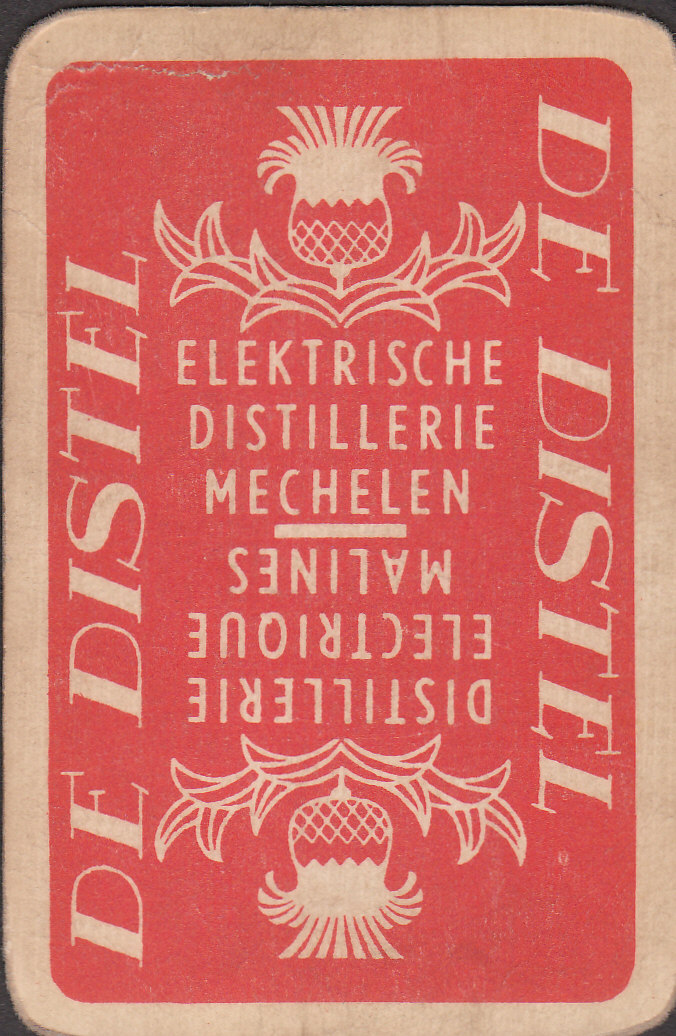 DE DISTEL
ELEKTRISCHE
DISTILLERIE
MECHELEN
DISTILLERIE
ELECTRIQUE
MALINES
DE DISTEL